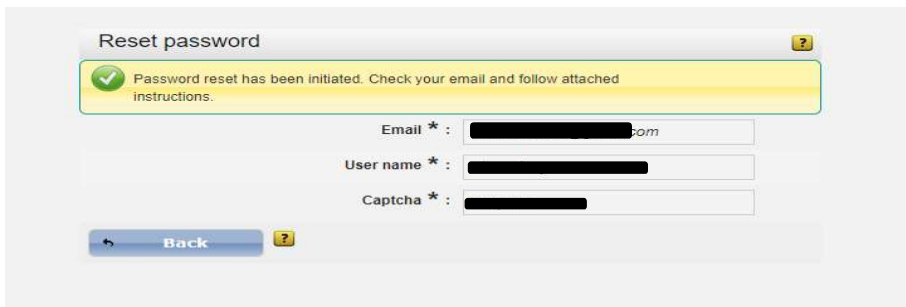 Reset password
?
Password reset has been initiated. Check your email and follow attached
instructions.
Email * :
com
User name * :
Captcha * :
Back
?